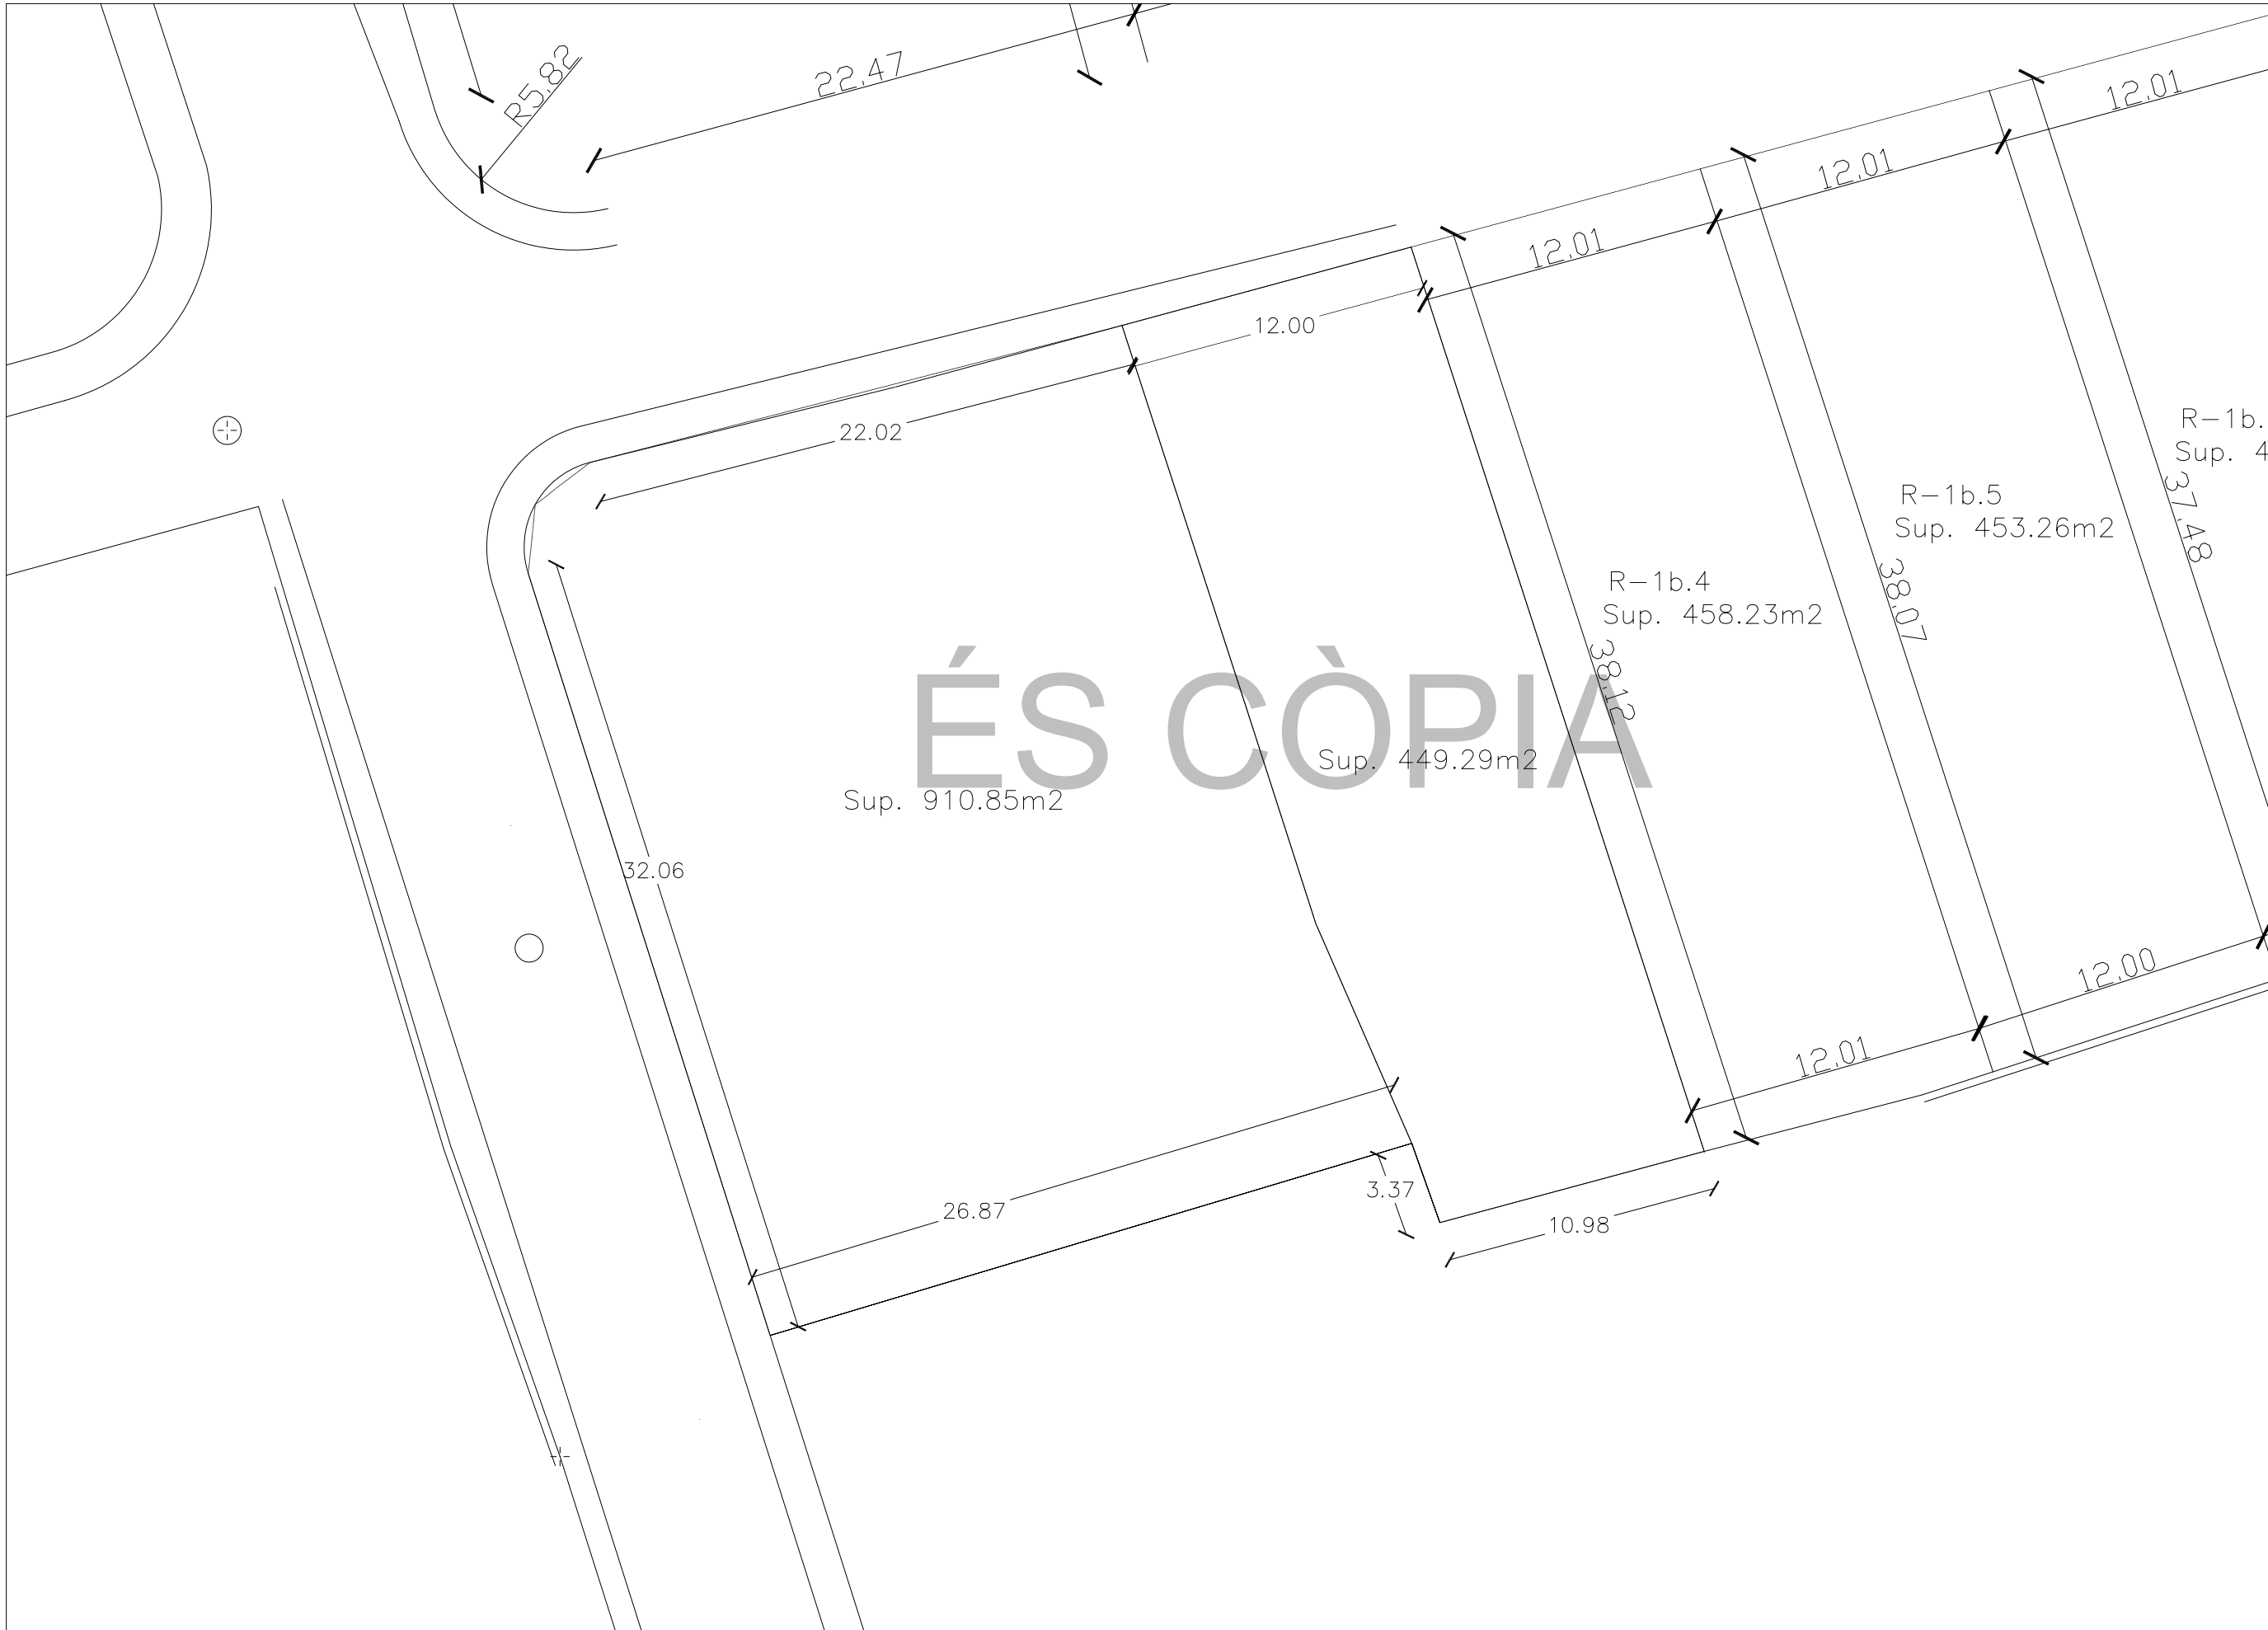 R5,82
22,47
12,01
12,01
12,01
12.00
22.02
R-1b.
Sup. 4
37,48
R-1b.5
Sup. 453.26m2
38,07
R-1b.4
Sup. 458.23m2
38,12
ÉS CÒPIA
Sup. 449.29m2
Sup. 910.85m2
32.06
12,00
12,01
3.37
26.87
10.98